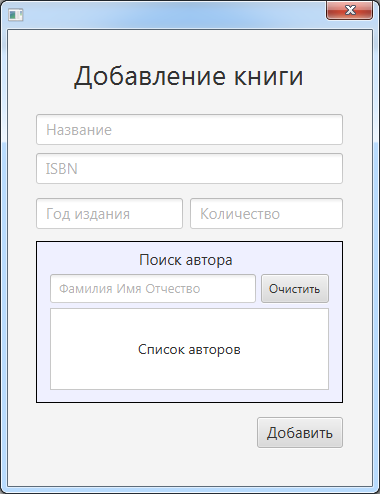 Добавление книги
Название
ISBN
Год издания Количество
Поиск автора
Фамилия Имя Отчество Очистить
Список авторов
Добавить